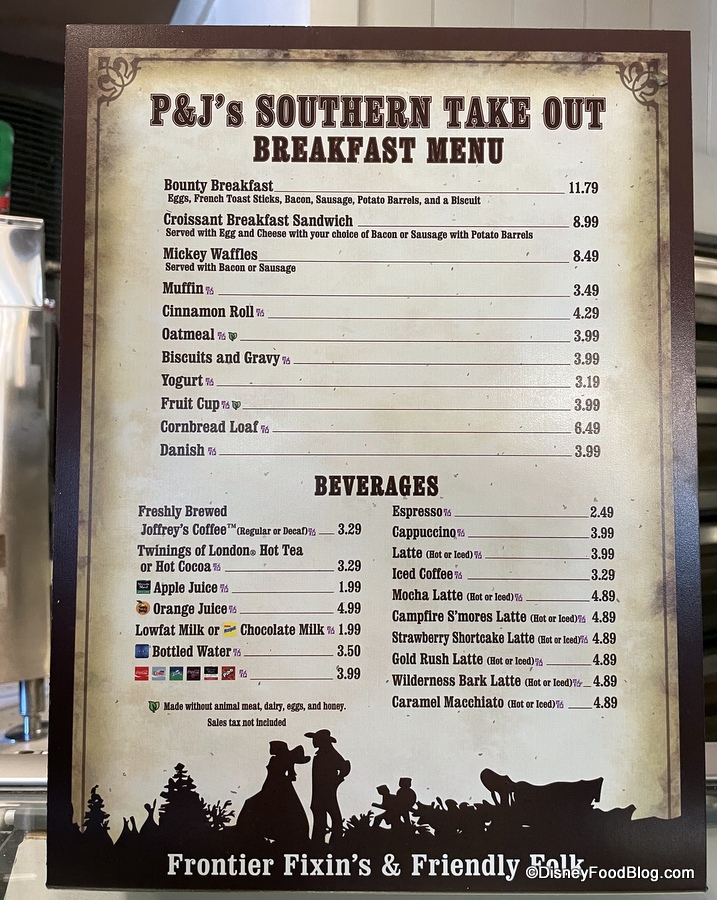 P&J's SOUTHERN TAKE OUT
BREAKFAST MENU
Bounty Breakfast 11.79
Eggs, French Toast Sticks, Bacon, Sausage, Potato Barrels, and a Biscuit
Croissant Breakfast Sandwich 8.99
Served with Egg and Cheese with your choice of Bacon or Sausage with Potato Barrels
Mickey Waffles 8.49
Served with Bacon or Sausage
Muffin 3.49
Cinnamon Roll 4.29
Oatmeal 3.99
Biscuits and Gravy 3.99
Yogurt 3.19
Fruit Cup 3.99
Cornbread Loaf 6.49
Danish 3.99
BEVERAGES
Freshly Brewed
Joffrey's Coffee™ (Regular or Decaf) 3.29
Twinings of London® Hot Tea
or Hot Cocoa 3.29
Apple Juice 1.99
Orange Juice 4.99
Lowfat Milk or Chocolate Milk 1.99
Bottled Water 3.50
3.99
Made without animal meat, dairy, eggs, and honey.
Sales tax not included
Espresso 2.49
Cappuccino 3.99
Latte (Hot or Iced) 3.99
Iced Coffee 3.29
Mocha Latte (Hot or Iced) 4.89
Campfire S'mores Latte (Hot or Iced) 4.89
Strawberry Shortcake Latte (Hot or Iced) 4.89
Gold Rush Latte (Hot or Iced) 4.89
Wilderness Bark Latte (Hot or Iced) 4.89
Caramel Macchiato (Hot or Iced) 4.89
Frontier Fixin's & Friendly Folk
©DisneyFoodBlog.com